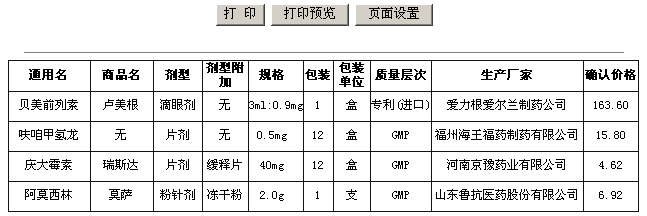 打 印 打印预览 页面设置
通用名 商品名 剂型 剂型附加 规格 包装 包装单位 质量层次 生产厂家 确认价格
贝美前列素 卢美根 滴眼剂 无 3ml:0.9mg 1 盒 专利(进口) 爱力根爱尔兰制药公司 163.60
呋咱甲氢龙 无 片剂 无 0.5mg 12 盒 GMP 福州海王福药制药有限公司 15.80
庆大霉素 瑞斯达 片剂 缓释片 40mg 12 盒 GMP 河南京豫药业有限公司 4.62
阿莫西林 莫萨 粉针剂 冻干粉 2.0g 1 支 GMP 山东鲁抗医药股份有限公司 6.92